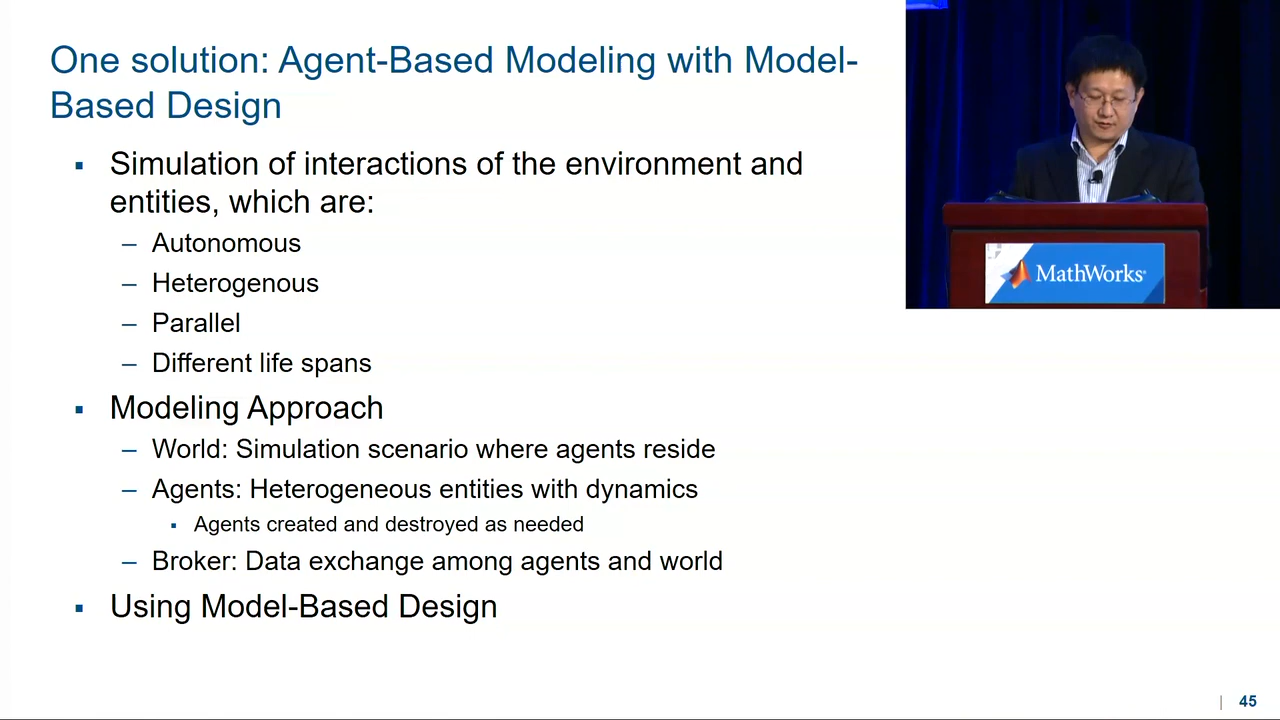 One solution: Agent-Based Modeling with Model-
Based Design
▪ Simulation of interactions of the environment and
entities, which are:
– Autonomous
– Heterogenous
– Parallel
– Different life spans
▪ Modeling Approach
– World: Simulation scenario where agents reside
– Agents: Heterogeneous entities with dynamics
▪ Agents created and destroyed as needed
– Broker: Data exchange among agents and world
▪ Using Model-Based Design
MathWorks®
| 45